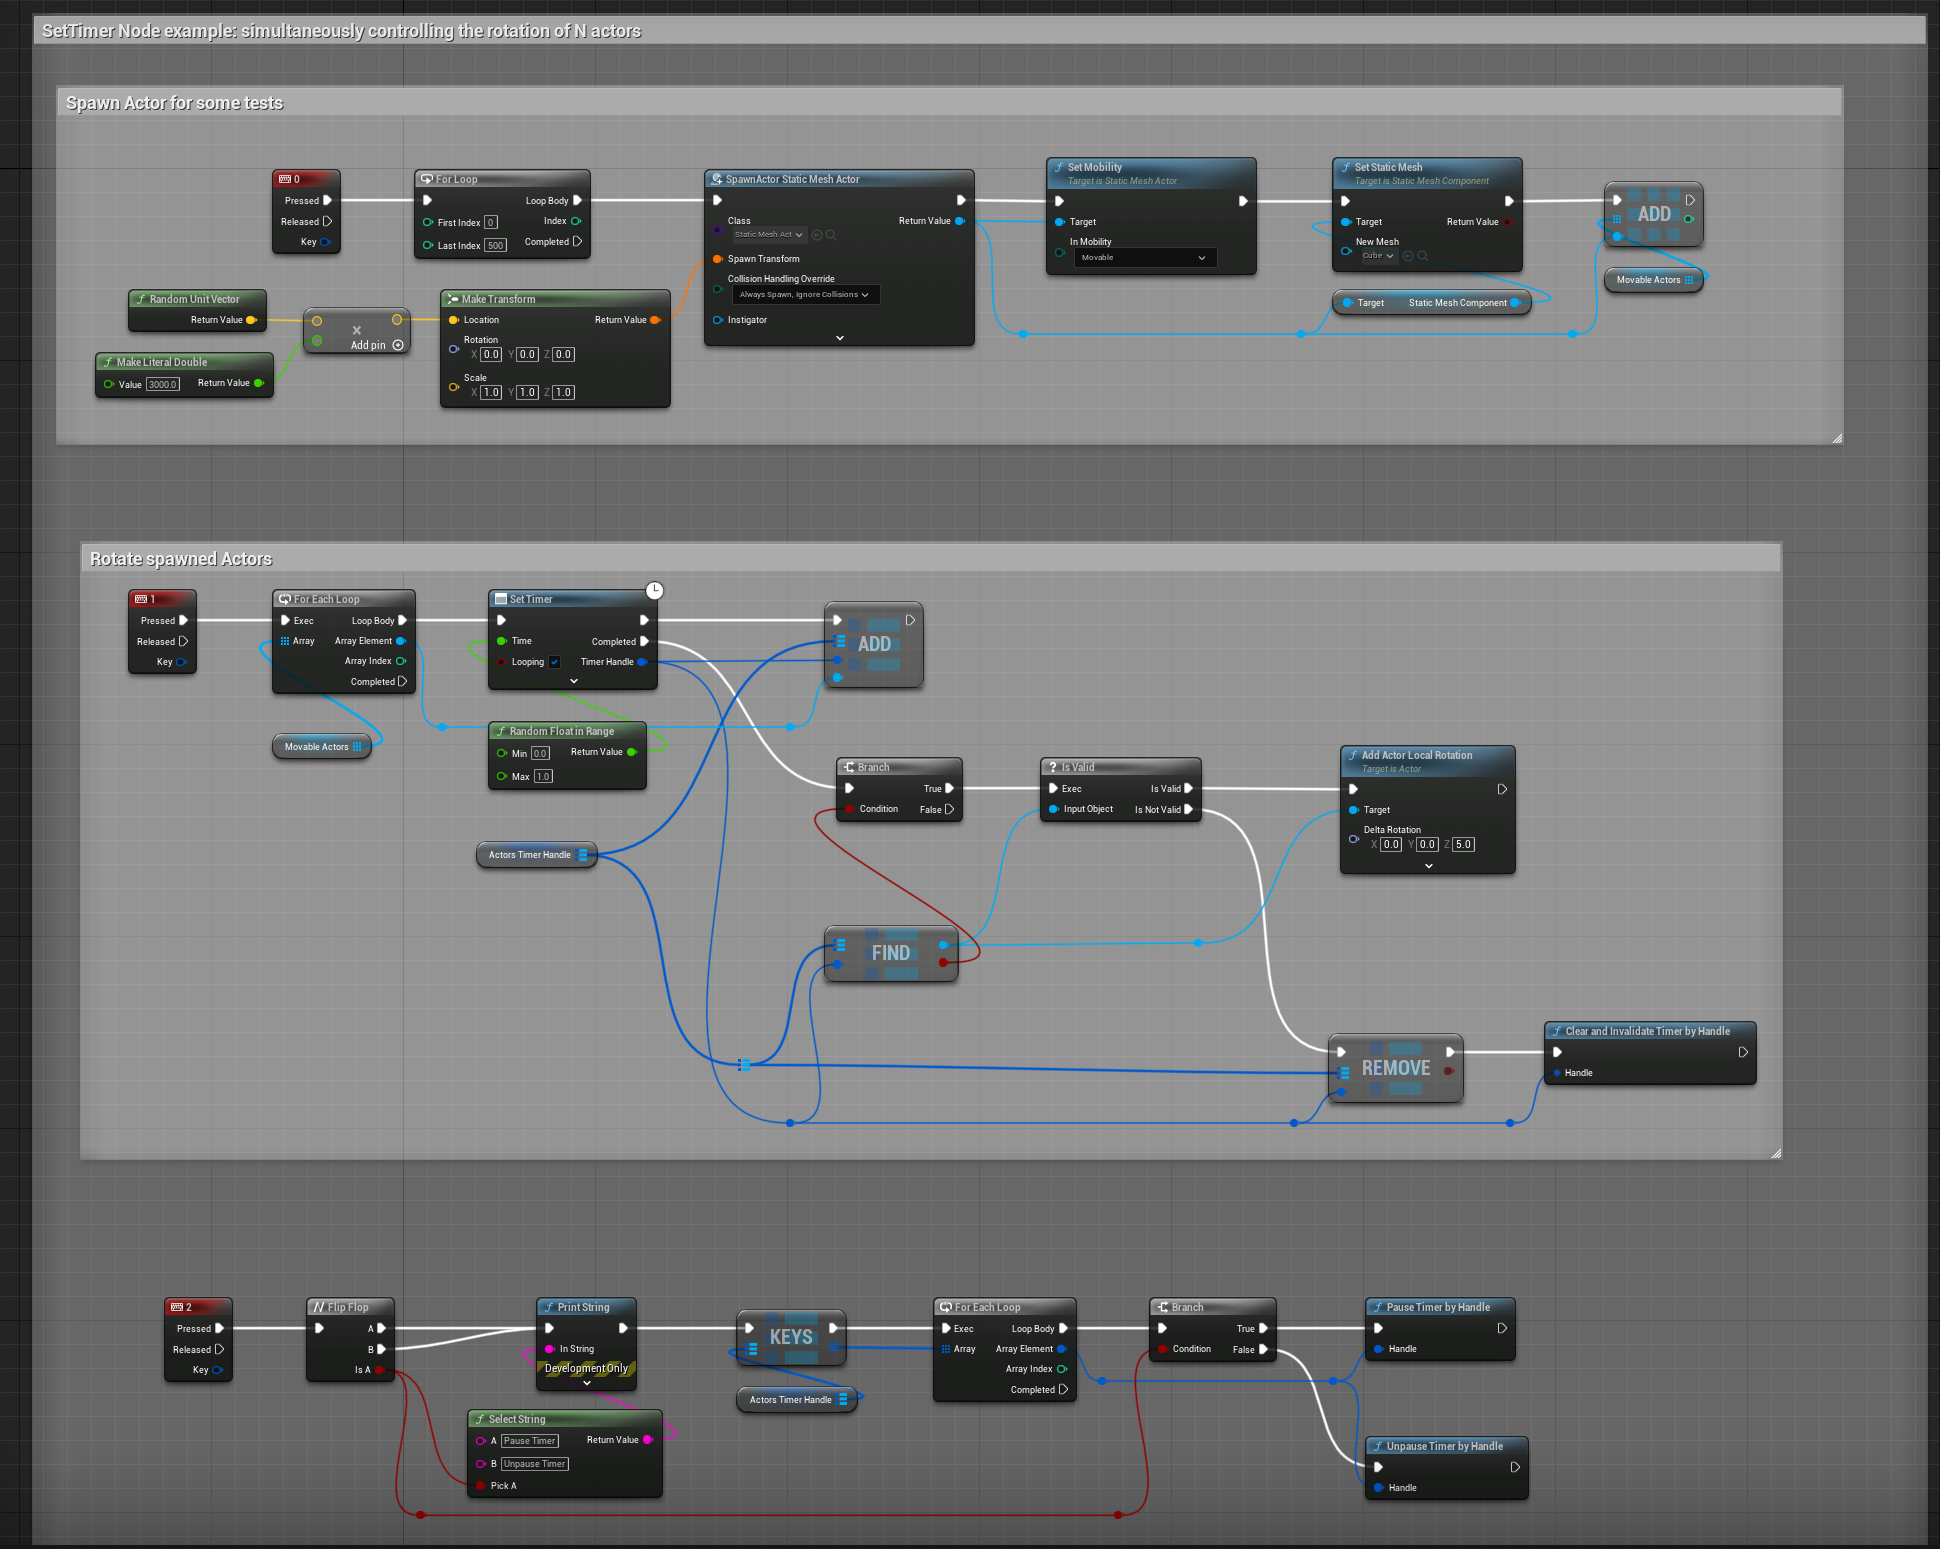 SetTimer Node example: simultaneously controlling the rotation of N actors
Spawn Actor for some tests
0
Pressed
Released
Key
For Loop
Loop Body
First Index 0
Index
Last Index 500
Completed
SpawnActor Static Mesh Actor
Class
Return Value
Static Mesh Act
Spawn Transform
Collision Handling Override
Always Spawn, Ignore Collisions
Instigator
Set Mobility
Target is Static Mesh Actor
Target
In Mobility
Movable
Set Static Mesh
Target is Static Mesh Component
Target
Return Value
New Mesh
Cube
Target Static Mesh Component
ADD
Movable Actors
Random Unit Vector
Return Value
Make Literal Double
Value 3000.0 Return Value
×
Add pin
Make Transform
Location Return Value
Rotation
X 0.0 Y 0.0 Z 0.0
Scale
X 1.0 Y 1.0 Z 1.0
Rotate spawned Actors
1
Pressed
Released
Key
For Each Loop
Exec Loop Body
Array Array Element
Array Index
Completed
Movable Actors
Set Timer
Time Completed
Looping Timer Handle
Random Float in Range
Min 0.0 Return Value
Max 1.0
ADD
Actors Timer Handle
Branch
True
Condition False
Is Valid
Exec Is Valid
Input Object Is Not Valid
Add Actor Local Rotation
Target is Actor
Target
Delta Rotation
X 0.0 Y 0.0 Z 5.0
FIND
REMOVE
Clear and Invalidate Timer by Handle
Handle
2
Pressed
Released
Key
Flip Flop
A
B
Is A
Print String
In String
Development Only
Select String
A Pause Timer Return Value
B Unpause Timer
Pick A
KEYS
Actors Timer Handle
For Each Loop
Exec Loop Body
Array Array Element
Array Index
Completed
Branch
True
Condition False
Pause Timer by Handle
Handle
Unpause Timer by Handle
Handle